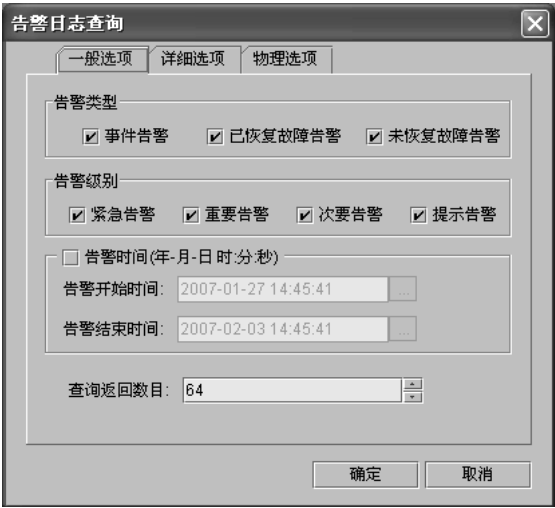 告警日志查询
一般选项 详细选项 物理选项
告警类型
事件告警 已恢复故障告警 未恢复故障告警
告警级别
紧急告警 重要告警 次要告警 提示告警
告警时间(年-月-日 时:分:秒)
告警开始时间: 2007-01-27 14:45:41 ...
告警结束时间: 2007-02-03 14:45:41 ...
查询返回数目: 64
确定 取消